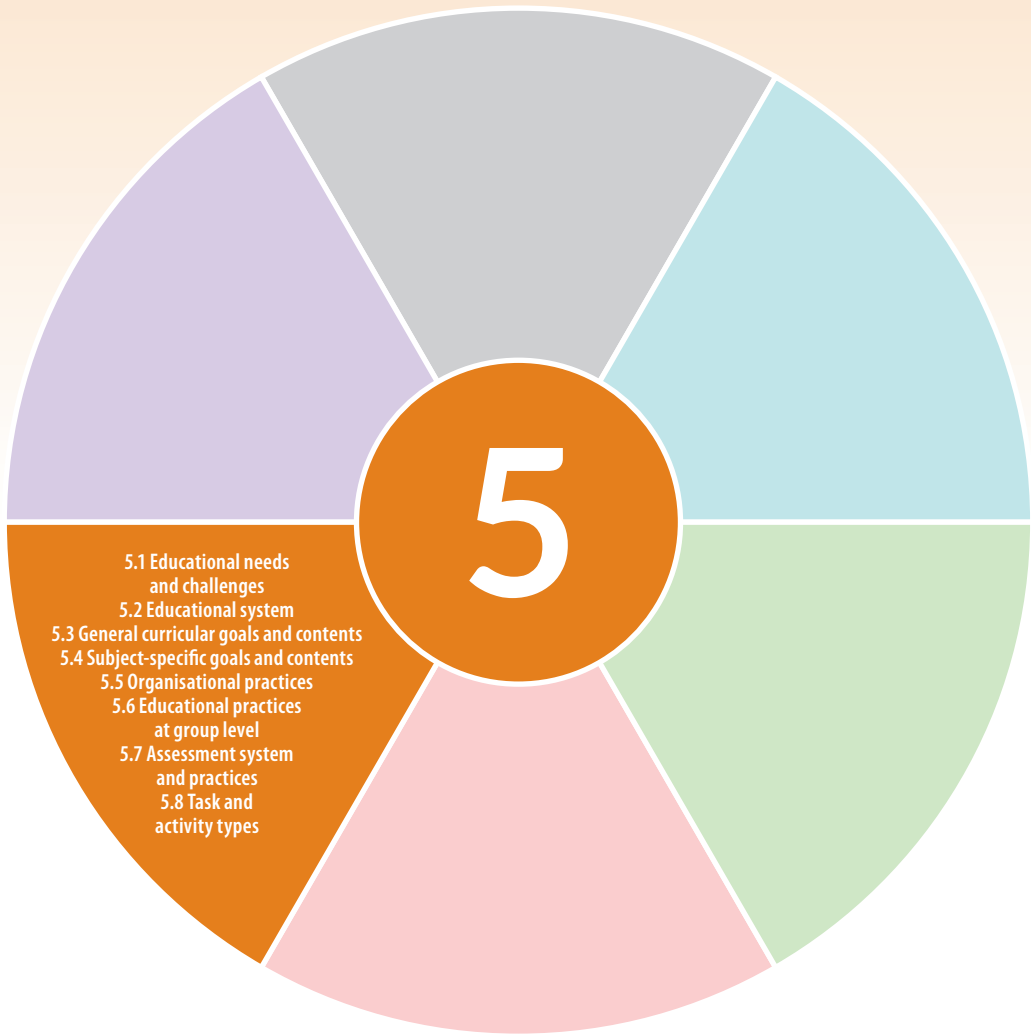 5
5.1 Educational needs
and challenges
5.2 Educational system
5.3 General curricular goals and contents
5.4 Subject-specific goals and contents
5.5 Organisational practices
5.6 Educational practices
at group level
5.7 Assessment system
and practices
5.8 Task and
activity types